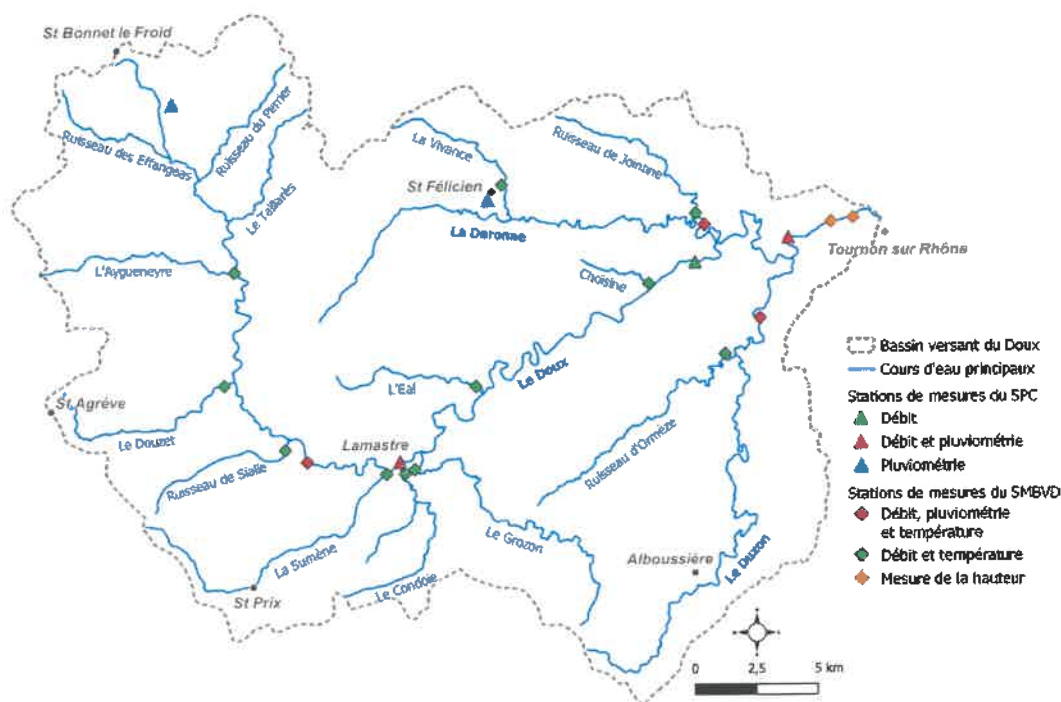 St Bonnet le Froid
Ruisseau des Effangeas
Ruisseau du Perrier
Le Taillarès
La Vivance
Ruisseau de Jointine
St Félicien
La Daronne
Tournon sur Rhône
L'Aygueneyre
Choisine
Le Doux
L'Eal
St Agrève
Le Douzet
Lamastre
Ruisseau de Sialle
Ruisseau d'Ormèze
Le Grozon
La Sumène
Alboussière
Le Duzon
St Prix
Le Condoie
Bassin versant du Doux
Cours d'eau principaux
Stations de mesures du SPC
Débit
Débit et pluviométrie
Pluviométrie
Stations de mesures du SMBVD
Débit, pluviométrie
et température
Débit et température
Mesure de la hauteur
0 2,5 5 km